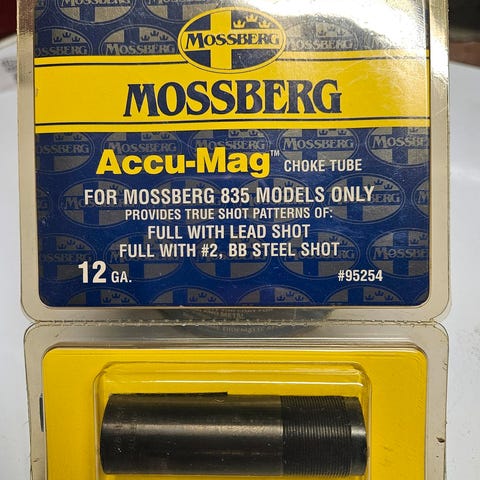 MOSSBERG
MOSSBERG
Accu-Mag™ CHOKE TUBE
FOR MOSSBERG 835 MODELS ONLY
PROVIDES TRUE SHOT PATTERNS OF:
FULL WITH LEAD SHOT
FULL WITH #2, BB STEEL SHOT
12 GA.
#95254